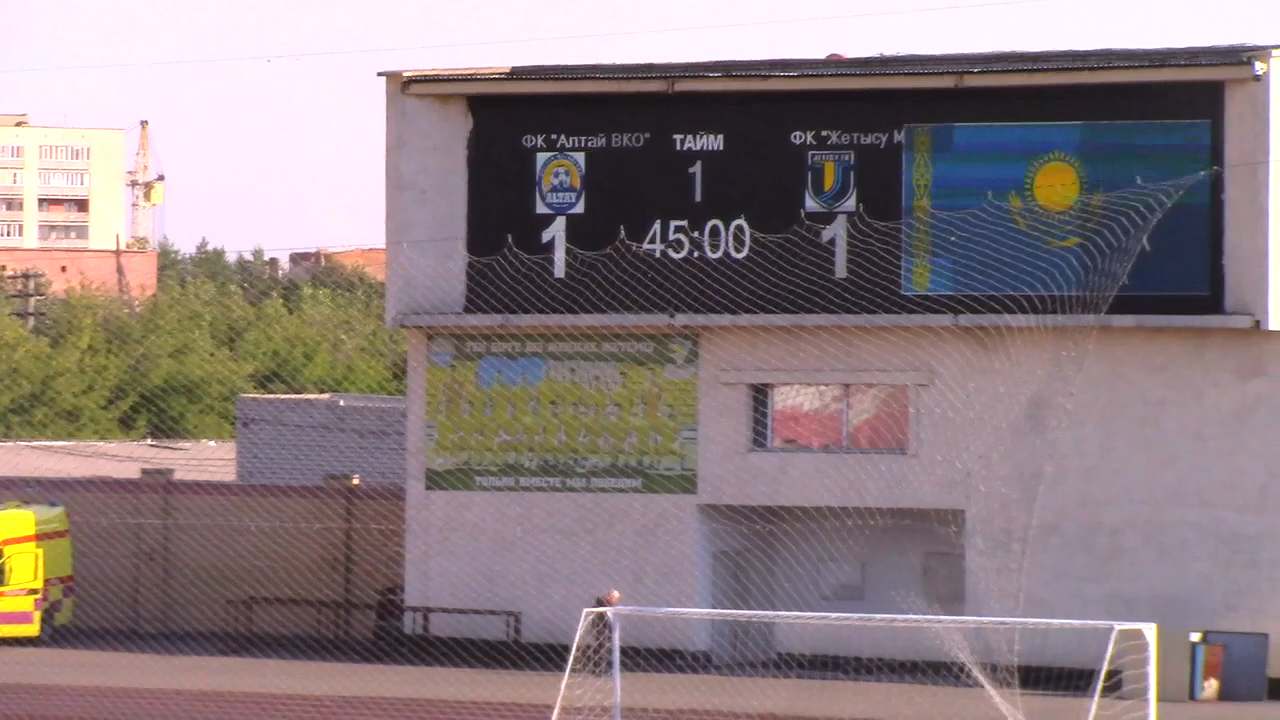 ФК "Алтай ВКО"
ТАЙМ
ФК "Жетысу М
1
ALTAY
1
45:00
1
ТОЛЬКО ВМЕСТЕ МЫ ПОБЕДИМ